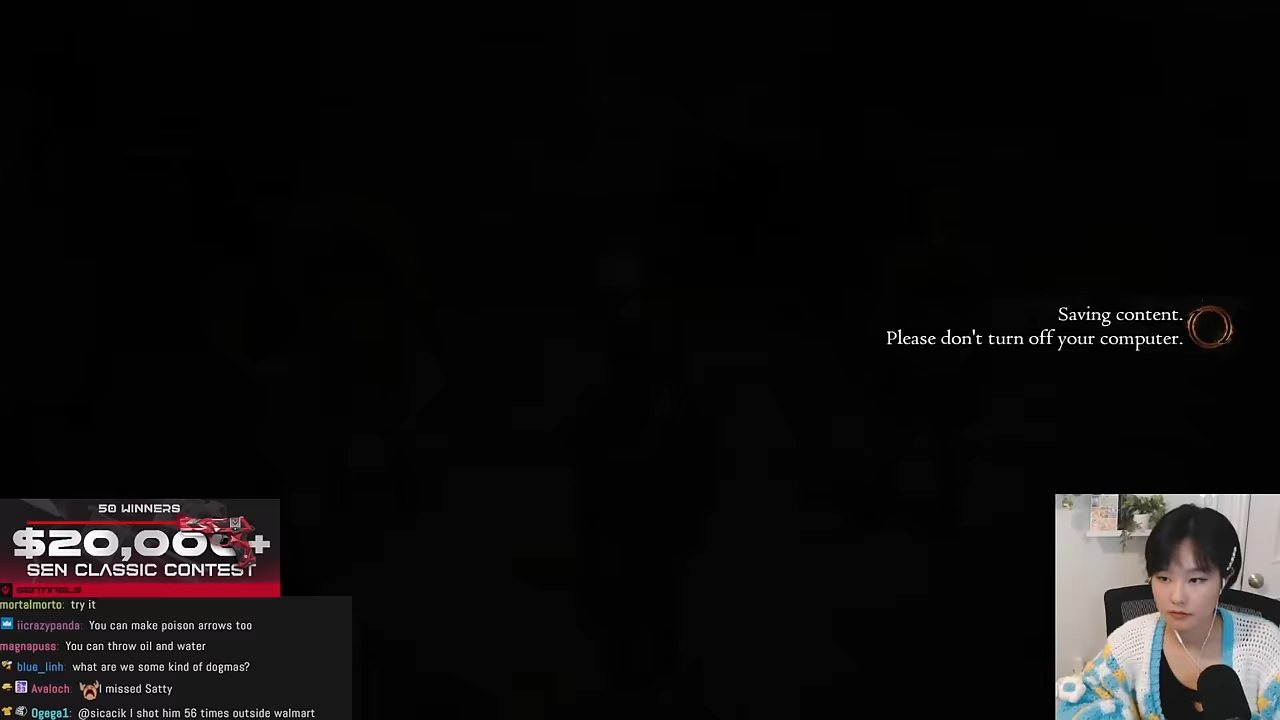 Saving content.
Please don't turn off your computer.
50 WINNERS
$20,000+
SEN CLASSIC CONTEST
SENTINELS
mortalmorto: try it
iicrazypanda: You can make poison arrows too
magnapuss: You can throw oil and water
blue_linh: what are we some kind of dogmas?
Avaloch: I missed Satty
Ogega1: @sicacik I shot him 56 times outside walmart